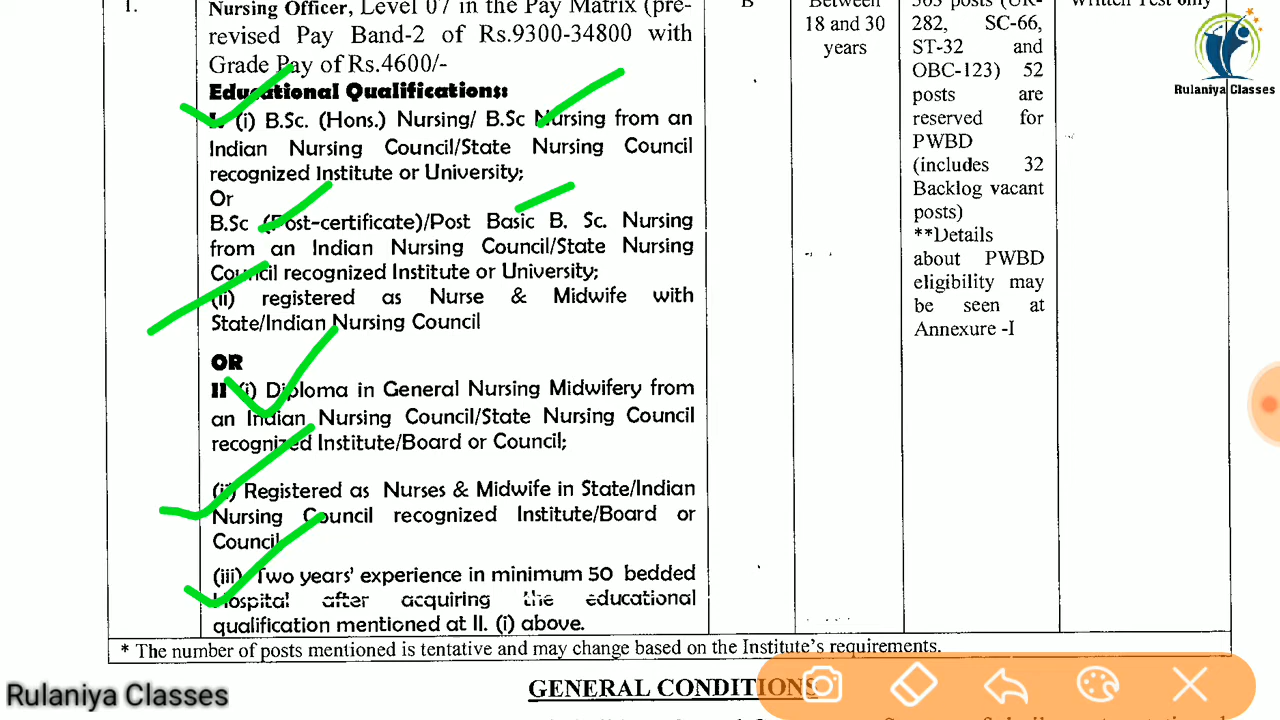 1.
Nursing Officer, Level 07 in the Pay Matrix (pre-
revised Pay Band-2 of Rs.9300-34800 with
Grade Pay of Rs.4600/-
Educational Qualifications:
I. (i) B.Sc. (Hons.) Nursing/ B.Sc Nursing from an
Indian Nursing Council/State Nursing Council
recognized Institute or University;
Or
B.Sc (Post-certificate)/Post Basic B. Sc. Nursing
from an Indian Nursing Council/State Nursing
Council recognized Institute or University;
(ii) registered as Nurse & Midwife with
State/Indian Nursing Council
OR
II (i) Diploma in General Nursing Midwifery from
an Indian Nursing Council/State Nursing Council
recognized Institute/Board or Council;
(ii) Registered as Nurses & Midwife in State/Indian
Nursing Council recognized Institute/Board or
Council
(iii) Two years' experience in minimum 50 bedded
Hospital after acquiring the educational
qualification mentioned at II. (i) above.
B
Between
18 and 30
years
503 posts (UR-
282, SC-66,
ST-32 and
OBC-123) 52
posts are
reserved for
PWBD
(includes 32
Backlog vacant
posts)
**Details
about PWBD
eligibility may
be seen at
Annexure -I
Written Test only
Rulaniya Classes
* The number of posts mentioned is tentative and may change based on the Institute's requirements.
Rulaniya Classes
GENERAL CONDITIONS